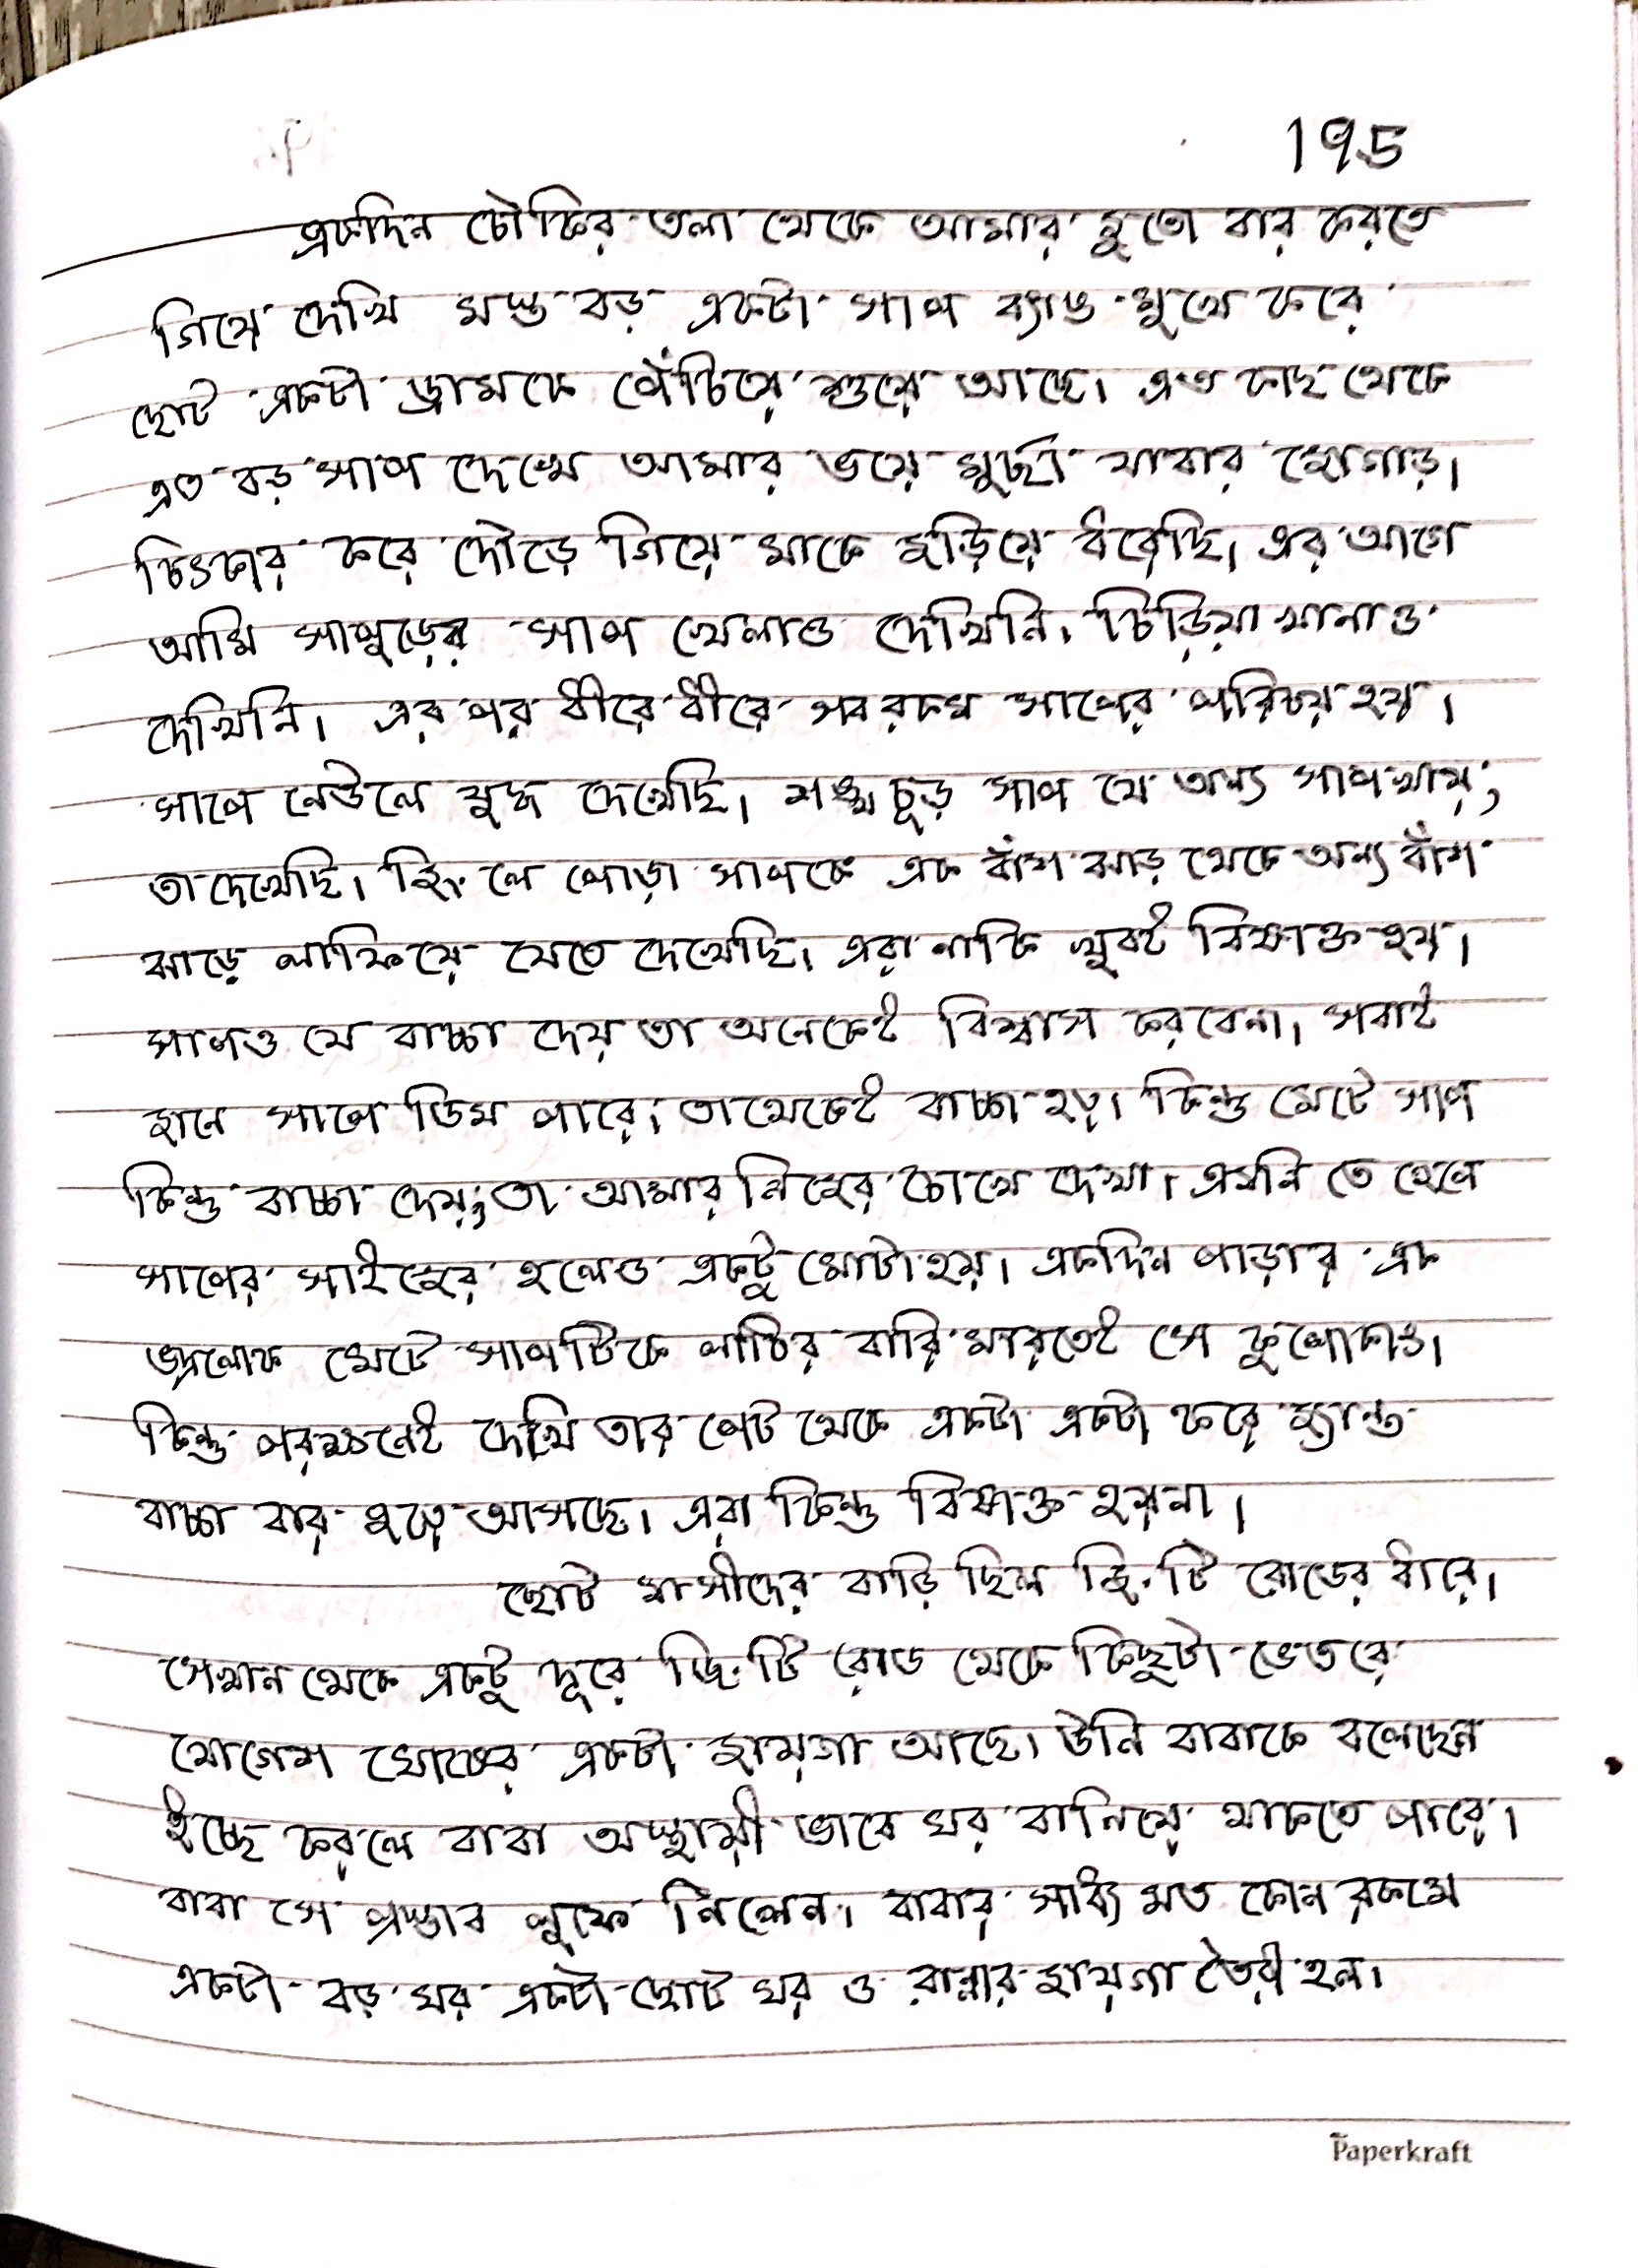 195
একদিন চৌকির তলা থেকে আমার জুতো বার করতে
গিয়ে দেখি মস্ত বড় একটা সাপ ব্যাঙ মুখে করে
ছোট একটা ড্রামকে পেঁচিয়ে শুয়ে আছে। এত কাছ থেকে
এত বড় সাপ দেখে আমার ভয়ে মুর্ছা যাবার জোগাড়।
চিৎকার করে দৌড়ে গিয়ে মাকে জড়িয়ে ধরেছি। এর আগে
আমি সাপুড়ের সাপ খেলাও দেখিনি। চিড়িয়াখানাও
দেখিনি। এর পর ধীরে ধীরে সব রকম সাপের পরিচয় হয়।
সাপে নেউলে যুদ্ধ দেখেছি। শঙ্খচূড় সাপ যে অন্য সাপ খায়,
তা দেখেছি। জি. লে পোড়া সাপকে এক বাঁশ ঝাড় থেকে অন্য বাঁশ
ঝাড়ে লাফিয়ে যেতে দেখেছি। এরা নাকি খুবই বিষাক্ত হয়।
সাপও যে বাচ্চা দেয় তা অনেকেই বিশ্বাস করবেনা। সবাই
জানে সাপে ডিম পারে, তা থেকেই বাচ্চা হয়। কিন্তু মেটে সাপ
কিন্তু বাচ্চা দেয়; তা আমার নিজের চোখে দেখা। এমনি তে হেলে
সাপের সাইজের হলেও একটু মোটা হয়। একদিন পাড়ার এক
ভদ্রলোক মেটে সাপটিকে লাঠির বারি মারতেই সে কুপোকাত।
কিন্তু পরক্ষনেই দেখি তার পেট থেকে একটা একটা করে জ্যান্ত
বাচ্চা বার হয়ে আসছে। এরা কিন্তু বিষাক্ত হয়না।
ছোট মাসীদের বাড়ি ছিল জি. টি রোডের ধারে।
সেখান থেকে একটু দূরে জি. টি রোড থেকে কিছুটা ভেতরে
যোগেশ ঘোষের একটা জায়গা আছে। উনি বাবাকে বলেছেন
ইচ্ছে করলে বাবা অস্থায়ী ভাবে ঘর বানিয়ে থাকতে পারে।
বাবা সে প্রস্তাব লুফে নিলেন। বাবার সাধ্য মত কোন রকমে
একটা বড় ঘর একটা ছোট ঘর ও রান্নার জায়গা তৈরী হল।
Paperkraft